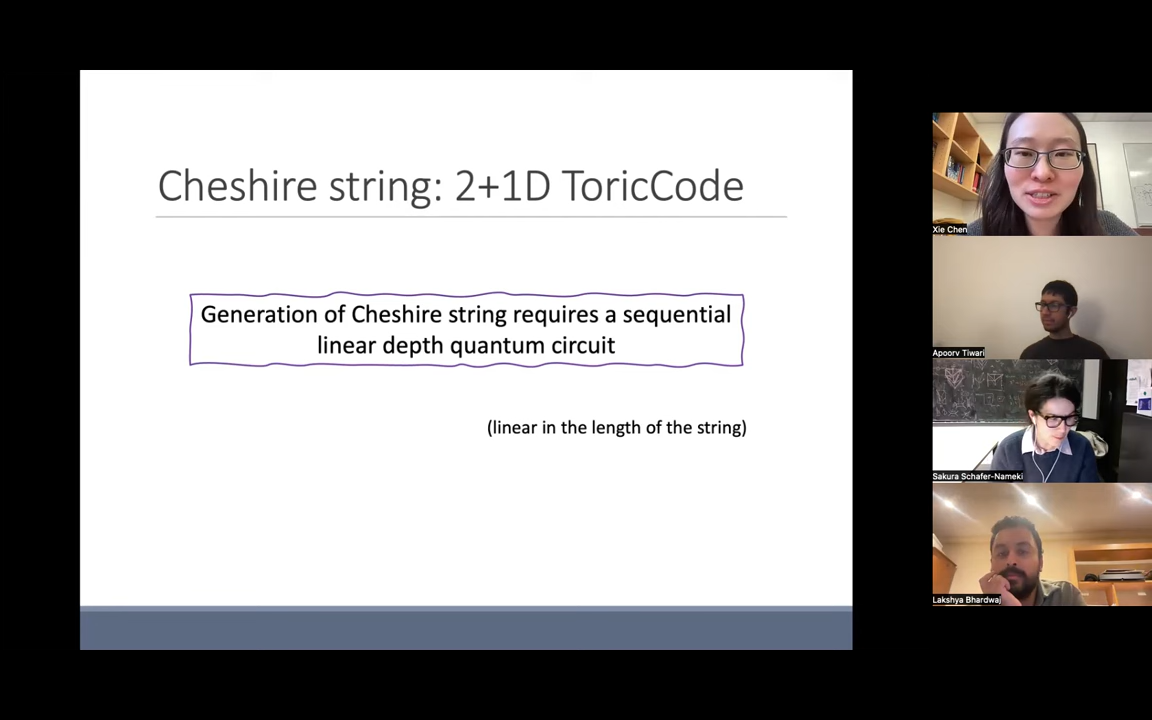 Cheshire string: 2+1D ToricCode
Generation of Cheshire string requires a sequential
linear depth quantum circuit
(linear in the length of the string)
Xie Chen
Apoorv Tiwari
Sakura Schafer-Nameki
Lakshya Bhardwaj